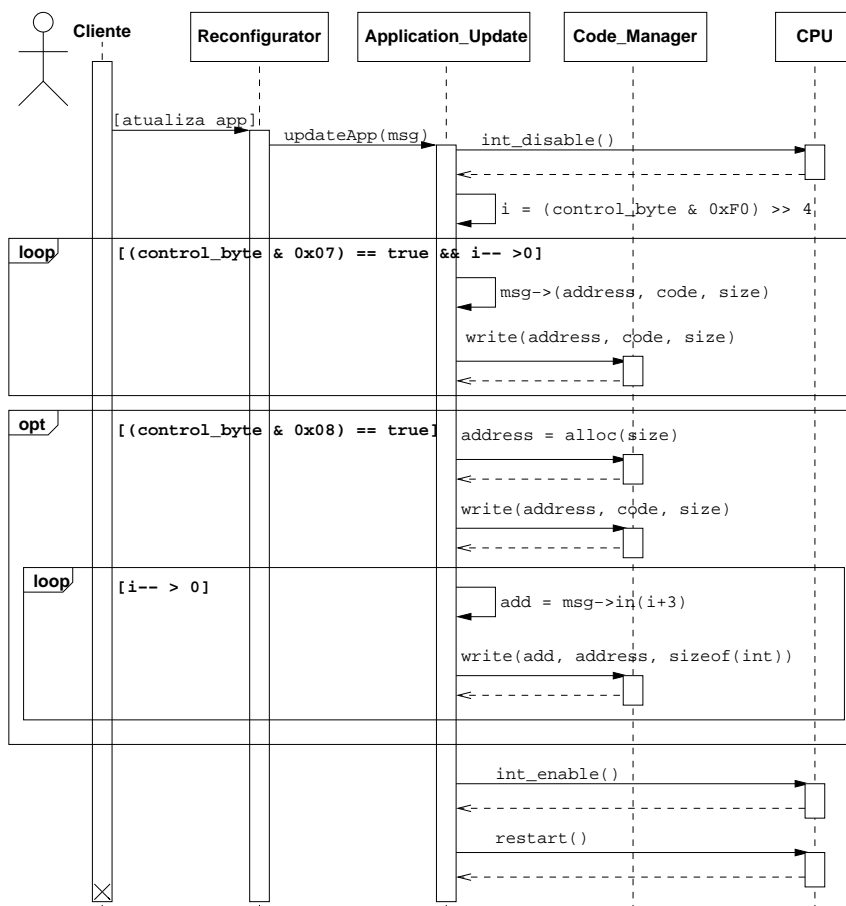 Cliente
Reconfigurator
Application_Update
Code_Manager
CPU
[atualiza app]
updateApp(msg)
int_disable()
i = (control_byte & 0xF0) >> 4
loop
[(control_byte & 0x07) == true && i-- >0]
msg->(address, code, size)
write(address, code, size)
opt
[(control_byte & 0x08) == true]
address = alloc(size)
write(address, code, size)
loop
[i-- > 0]
add = msg->in(i+3)
write(add, address, sizeof(int))
int_enable()
restart()